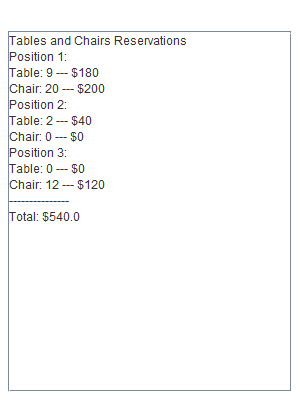 Tables and Chairs Reservations
Position 1:
Table: 9 --- $180
Chair: 20 --- $200
Position 2:
Table: 2 --- $40
Chair: 0 --- $0
Position 3:
Table: 0 --- $0
Chair: 12 --- $120
---------------
Total: $540.0